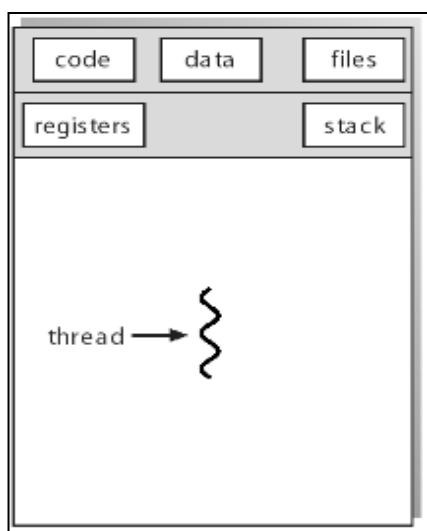 code data files
registers stack
thread